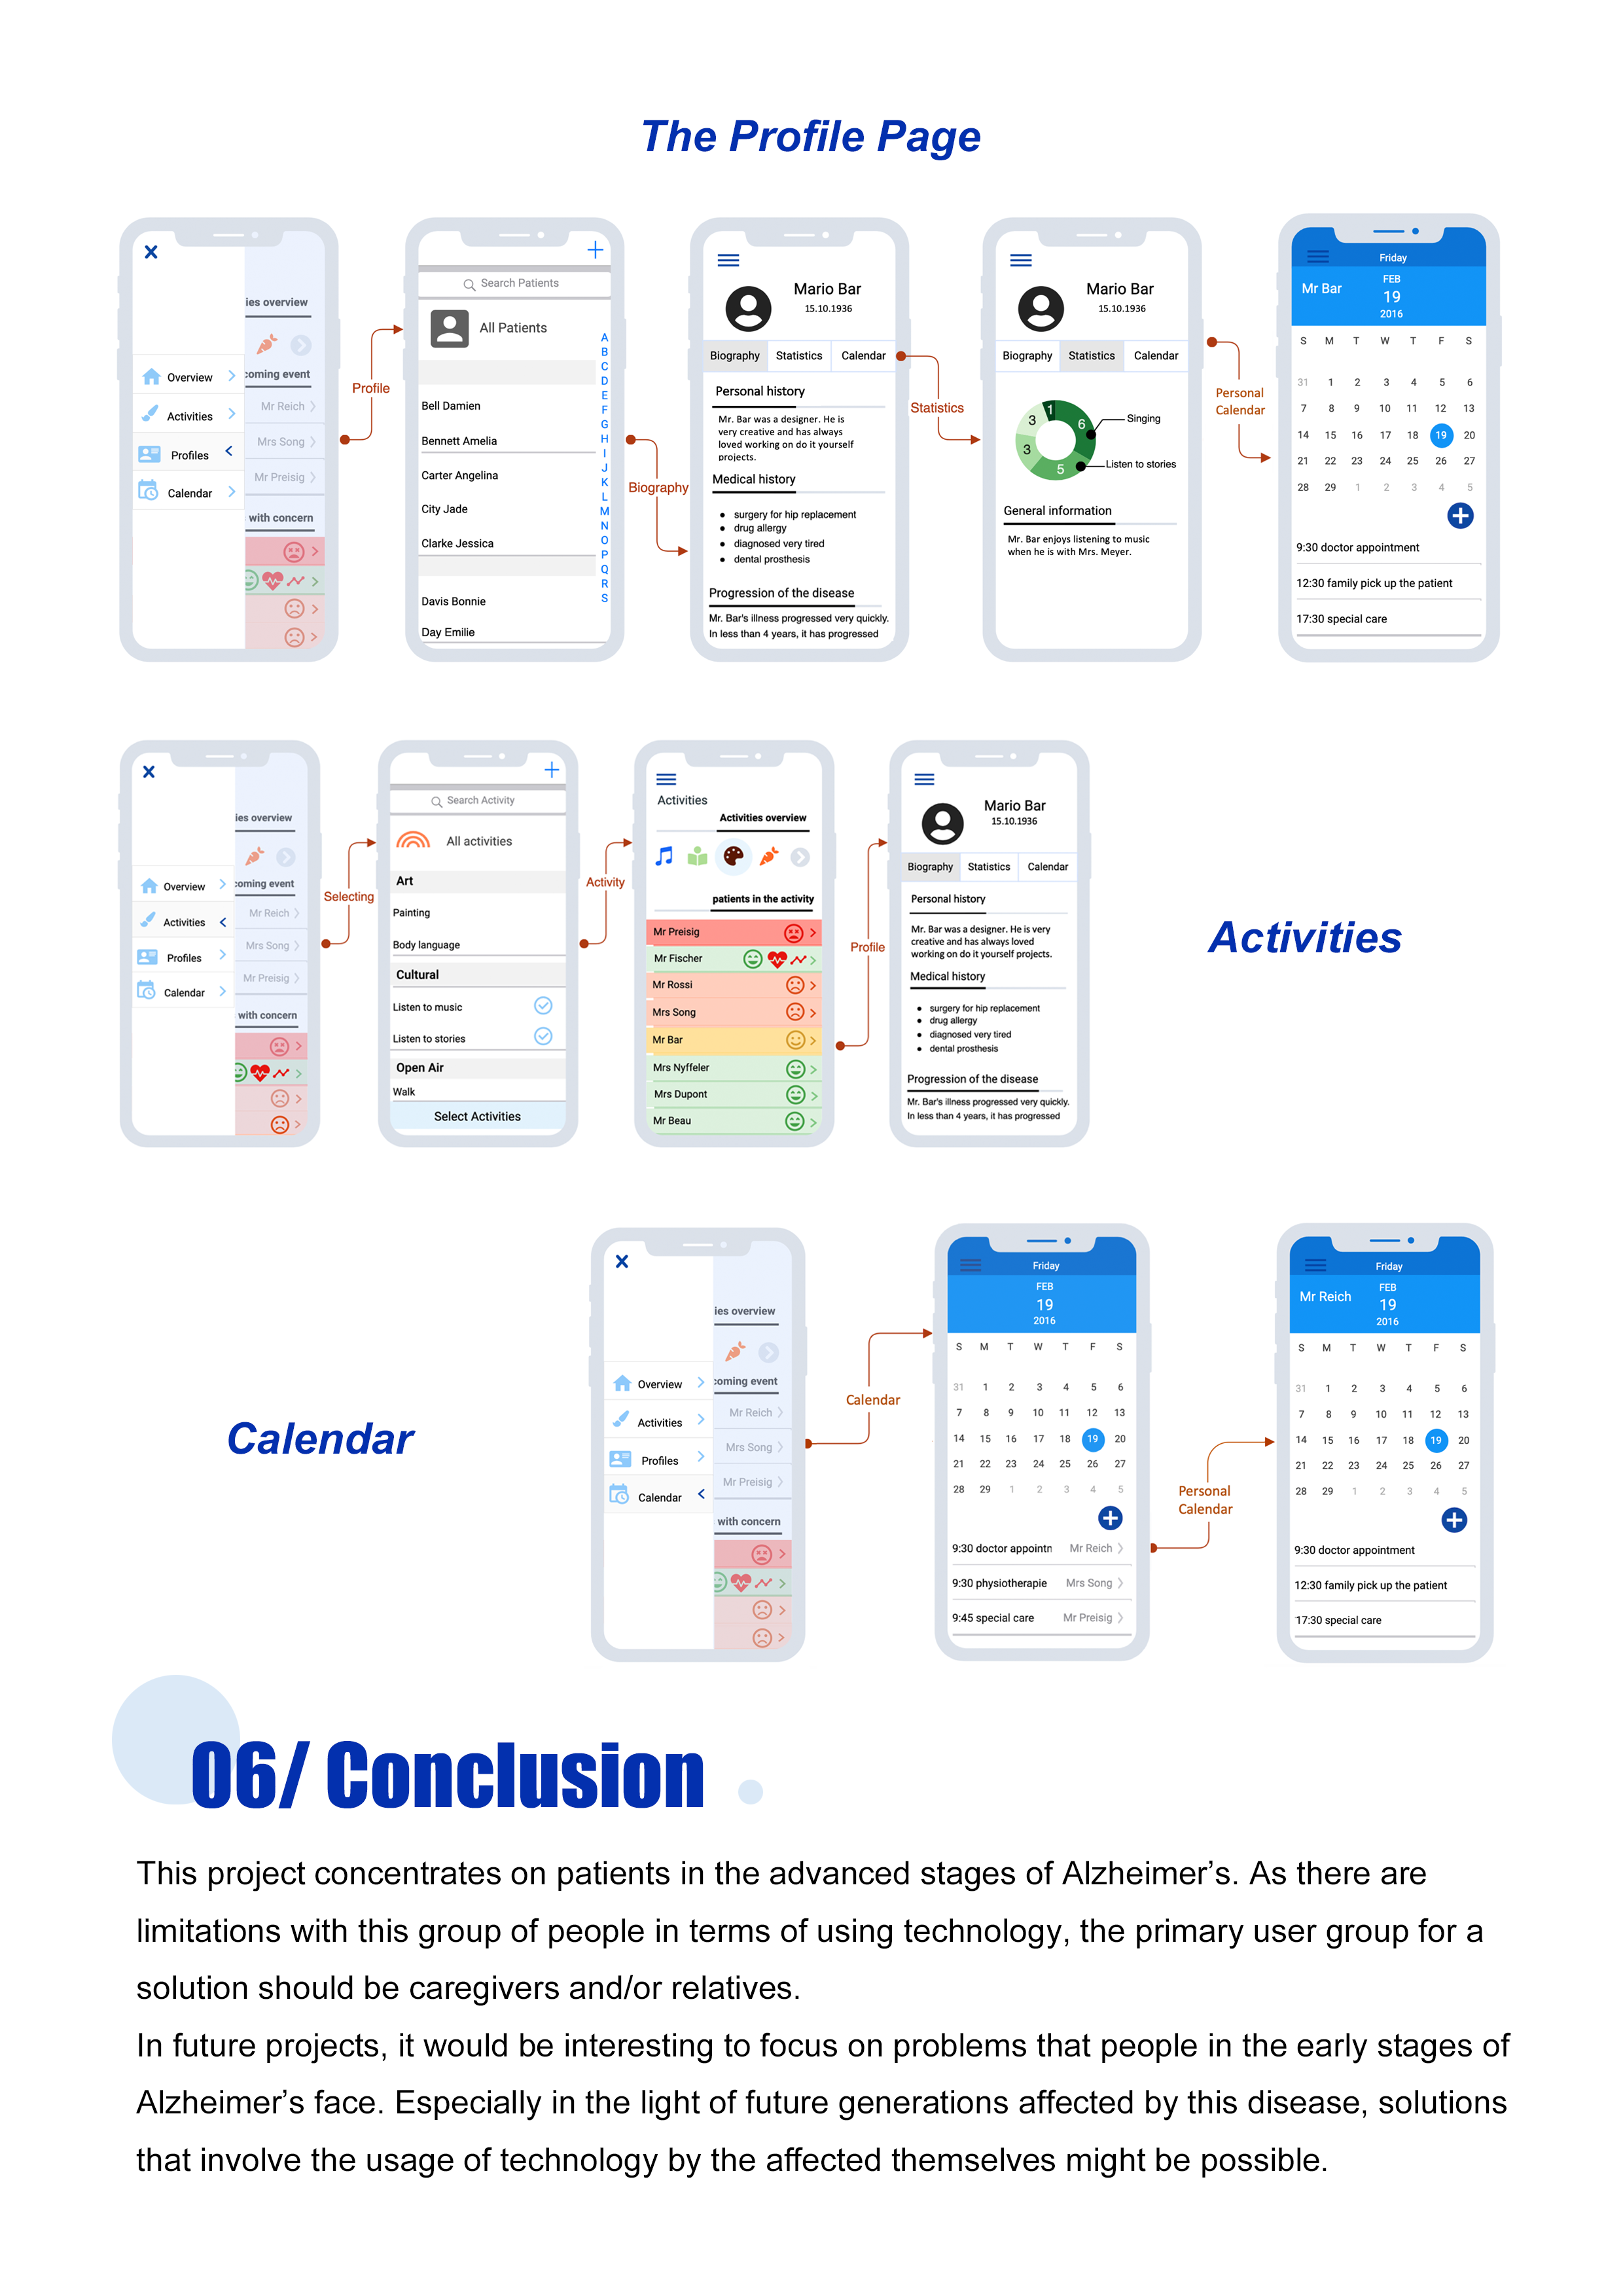 The Profile Page
ies overview
Overview
coming event
Activities
Mr Reich
Profiles
Mrs Song
Calendar
Mr Preisig
with concern
Profile
Search Patients
All Patients
A
B
C
D
E
F
G
H
I
J
K
L
M
N
O
P
Q
R
S
Bell Damien
Bennett Amelia
Carter Angelina
City Jade
Clarke Jessica
Davis Bonnie
Day Emilie
Biography
Mario Bar
15.10.1936
Biography Statistics Calendar
Personal history
Mr. Bar was a designer. He is
very creative and has always
loved working on do it yourself
projects.
Medical history
surgery for hip replacement
drug allergy
diagnosed very tired
dental prosthesis
Progression of the disease
Mr. Bar's illness progressed very quickly.
In less than 4 years, it has progressed
Statistics
Mario Bar
15.10.1936
Biography Statistics Calendar
1
3
6
3
5
Singing
Listen to stories
General information
Mr. Bar enjoys listening to music
when he is with Mrs. Meyer.
Personal
Calendar
Friday
FEB
Mr Bar
19
2016
S M T W T F S
31 1 2 3 4 5 6
7 8 9 10 11 12 13
14 15 16 17 18 19 20
21 22 23 24 25 26 27
28 29 1 2 3 4 5
9:30 doctor appointment
12:30 family pick up the patient
17:30 special care
ies overview
Overview
coming event
Activities
Mr Reich
Profiles
Mrs Song
Calendar
Mr Preisig
with concern
Selecting
Search Activity
All activities
Art
Painting
Body language
Cultural
Listen to music
Listen to stories
Open Air
Walk
Select Activities
Activity
Activities
Activities overview
patients in the activity
Mr Preisig
Mr Fischer
Mr Rossi
Mrs Song
Mr Bar
Mrs Nyffeler
Mrs Dupont
Mr Beau
Profile
Mario Bar
15.10.1936
Biography Statistics Calendar
Personal history
Mr. Bar was a designer. He is very
creative and has always loved
working on do it yourself projects.
Medical history
surgery for hip replacement
drug allergy
diagnosed very tired
dental prosthesis
Progression of the disease
Mr. Bar's illness progressed very quickly.
In less than 4 years, it has progressed
Activities
Calendar
ies overview
Overview
coming event
Activities
Mr Reich
Profiles
Mrs Song
Calendar
Mr Preisig
with concern
Calendar
Friday
FEB
19
2016
S M T W T F S
31 1 2 3 4 5 6
7 8 9 10 11 12 13
14 15 16 17 18 19 20
21 22 23 24 25 26 27
28 29 1 2 3 4 5
9:30 doctor appointn Mr Reich
9:30 physiotherapie Mrs Song
9:45 special care Mr Preisig
Personal
Calendar
Friday
FEB
Mr Reich
19
2016
S M T W T F S
31 1 2 3 4 5 6
7 8 9 10 11 12 13
14 15 16 17 18 19 20
21 22 23 24 25 26 27
28 29 1 2 3 4 5
9:30 doctor appointment
12:30 family pick up the patient
17:30 special care
06/ Conclusion
This project concentrates on patients in the advanced stages of Alzheimer’s. As there are
limitations with this group of people in terms of using technology, the primary user group for a
solution should be caregivers and/or relatives.
In future projects, it would be interesting to focus on problems that people in the early stages of
Alzheimer’s face. Especially in the light of future generations affected by this disease, solutions
that involve the usage of technology by the affected themselves might be possible.